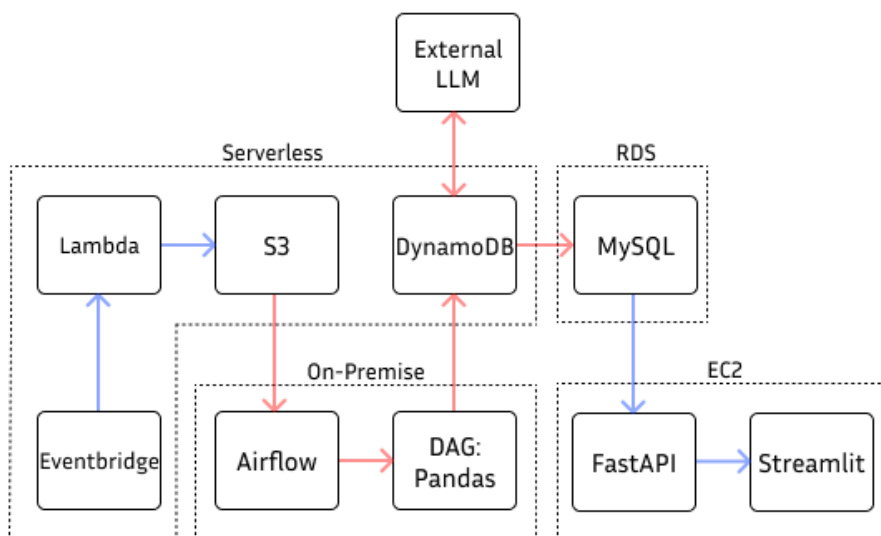 External
LLM
Serverless
RDS
Lambda
S3
DynamoDB
MySQL
On-Premise
EC2
Eventbridge
Airflow
DAG:
Pandas
FastAPI
Streamlit